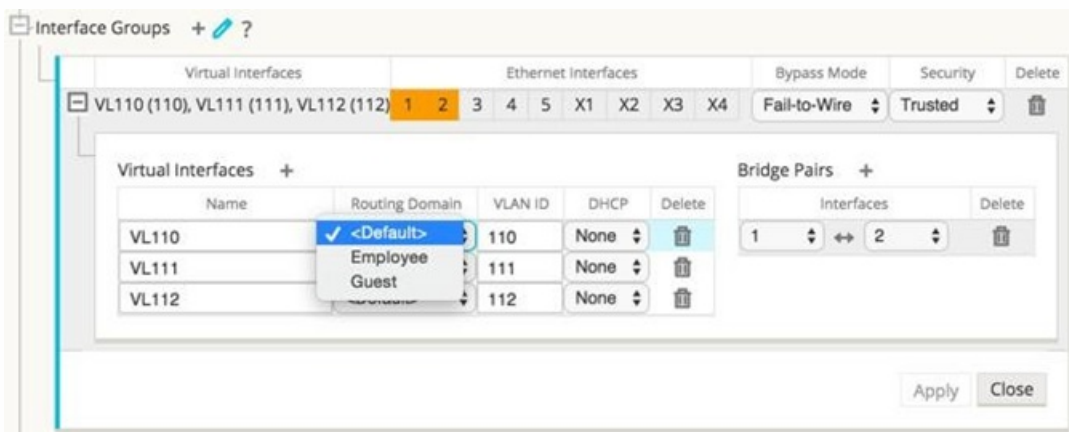 Interface Groups + ?
Virtual Interfaces Ethernet Interfaces Bypass Mode Security Delete
VL110 (110), VL111 (111), VL112 (112) 1 2 3 4 5 X1 X2 X3 X4 Fail-to-Wire Trusted
Virtual Interfaces +
Bridge Pairs +
Name Routing Domain VLAN ID DHCP Delete
Interfaces Delete
VL110 ✓ <Default> 110 None
1 ↔ 2
Employee
VL111 111 None
Guest
VL112 <Default> 112 None
Apply Close